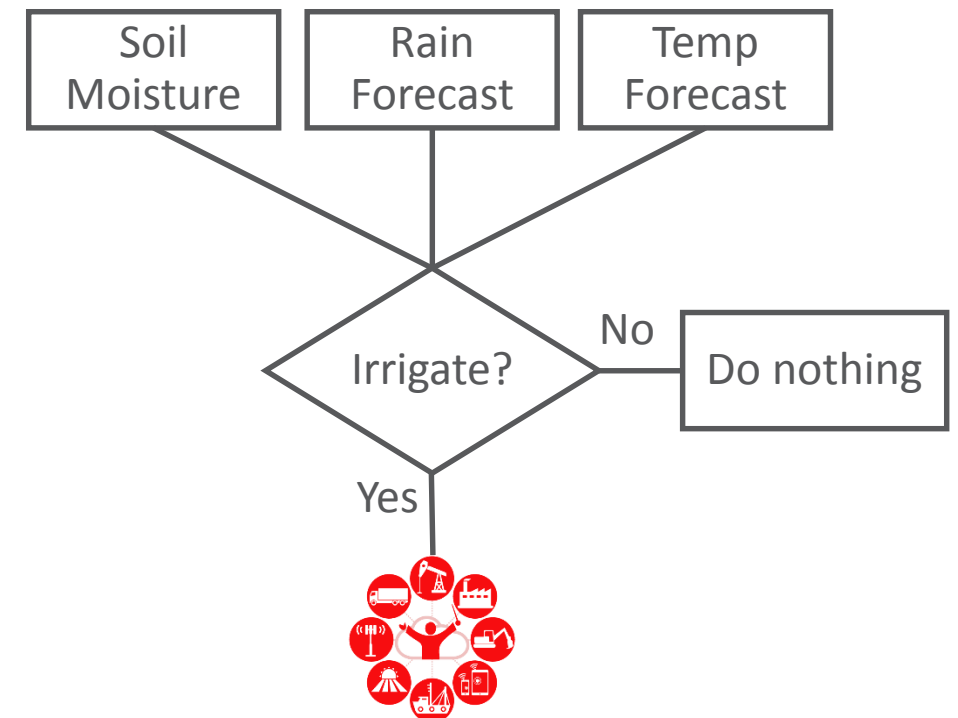 Soil
Moisture
Rain
Forecast
Temp
Forecast
Irrigate?
No
Do nothing
Yes